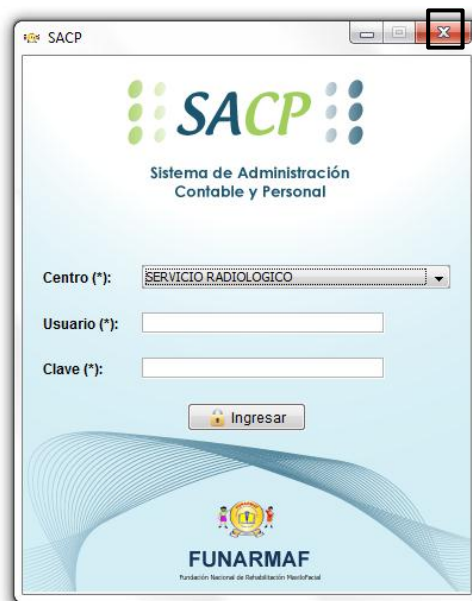 SACP
SACP
Sistema de Administración
Contable y Personal
Centro (*): SERVICIO RADIOLOGICO
Usuario (*):
Clave (*):
Ingresar
FUNARMAF
Fundación Nacional de Rehabilitación Maxilofacial